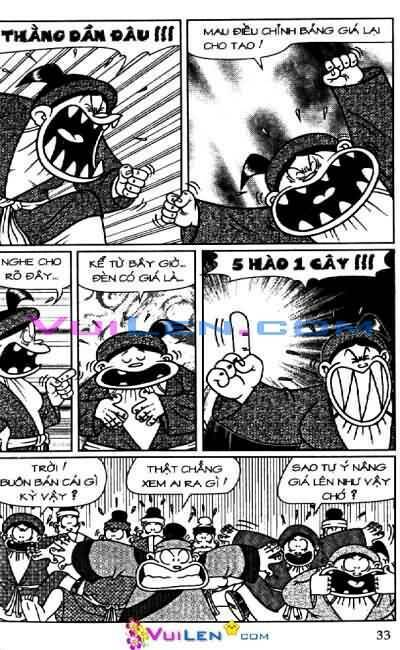 THẰNG ĐẦN ĐÂU !!!
MAU ĐIỀU CHỈNH BẢNG GIÁ LẠI
CHO TAO !
NGHE CHO
RÕ ĐÂY...
KỂ TỪ BÂY GIỜ...
ĐÈN CÓ GIÁ LÀ...
5 HÀO 1 CÂY !!!
VUILEN.COM
TRỜI !
BUÔN BÁN CÁI GÌ
KỲ VẬY ?
THẬT CHẲNG
XEM AI RA GÌ !
SAO TỰ Ý NÂNG
GIÁ LÊN NHƯ VẬY
CHỚ ?
33
VUILEN.COM